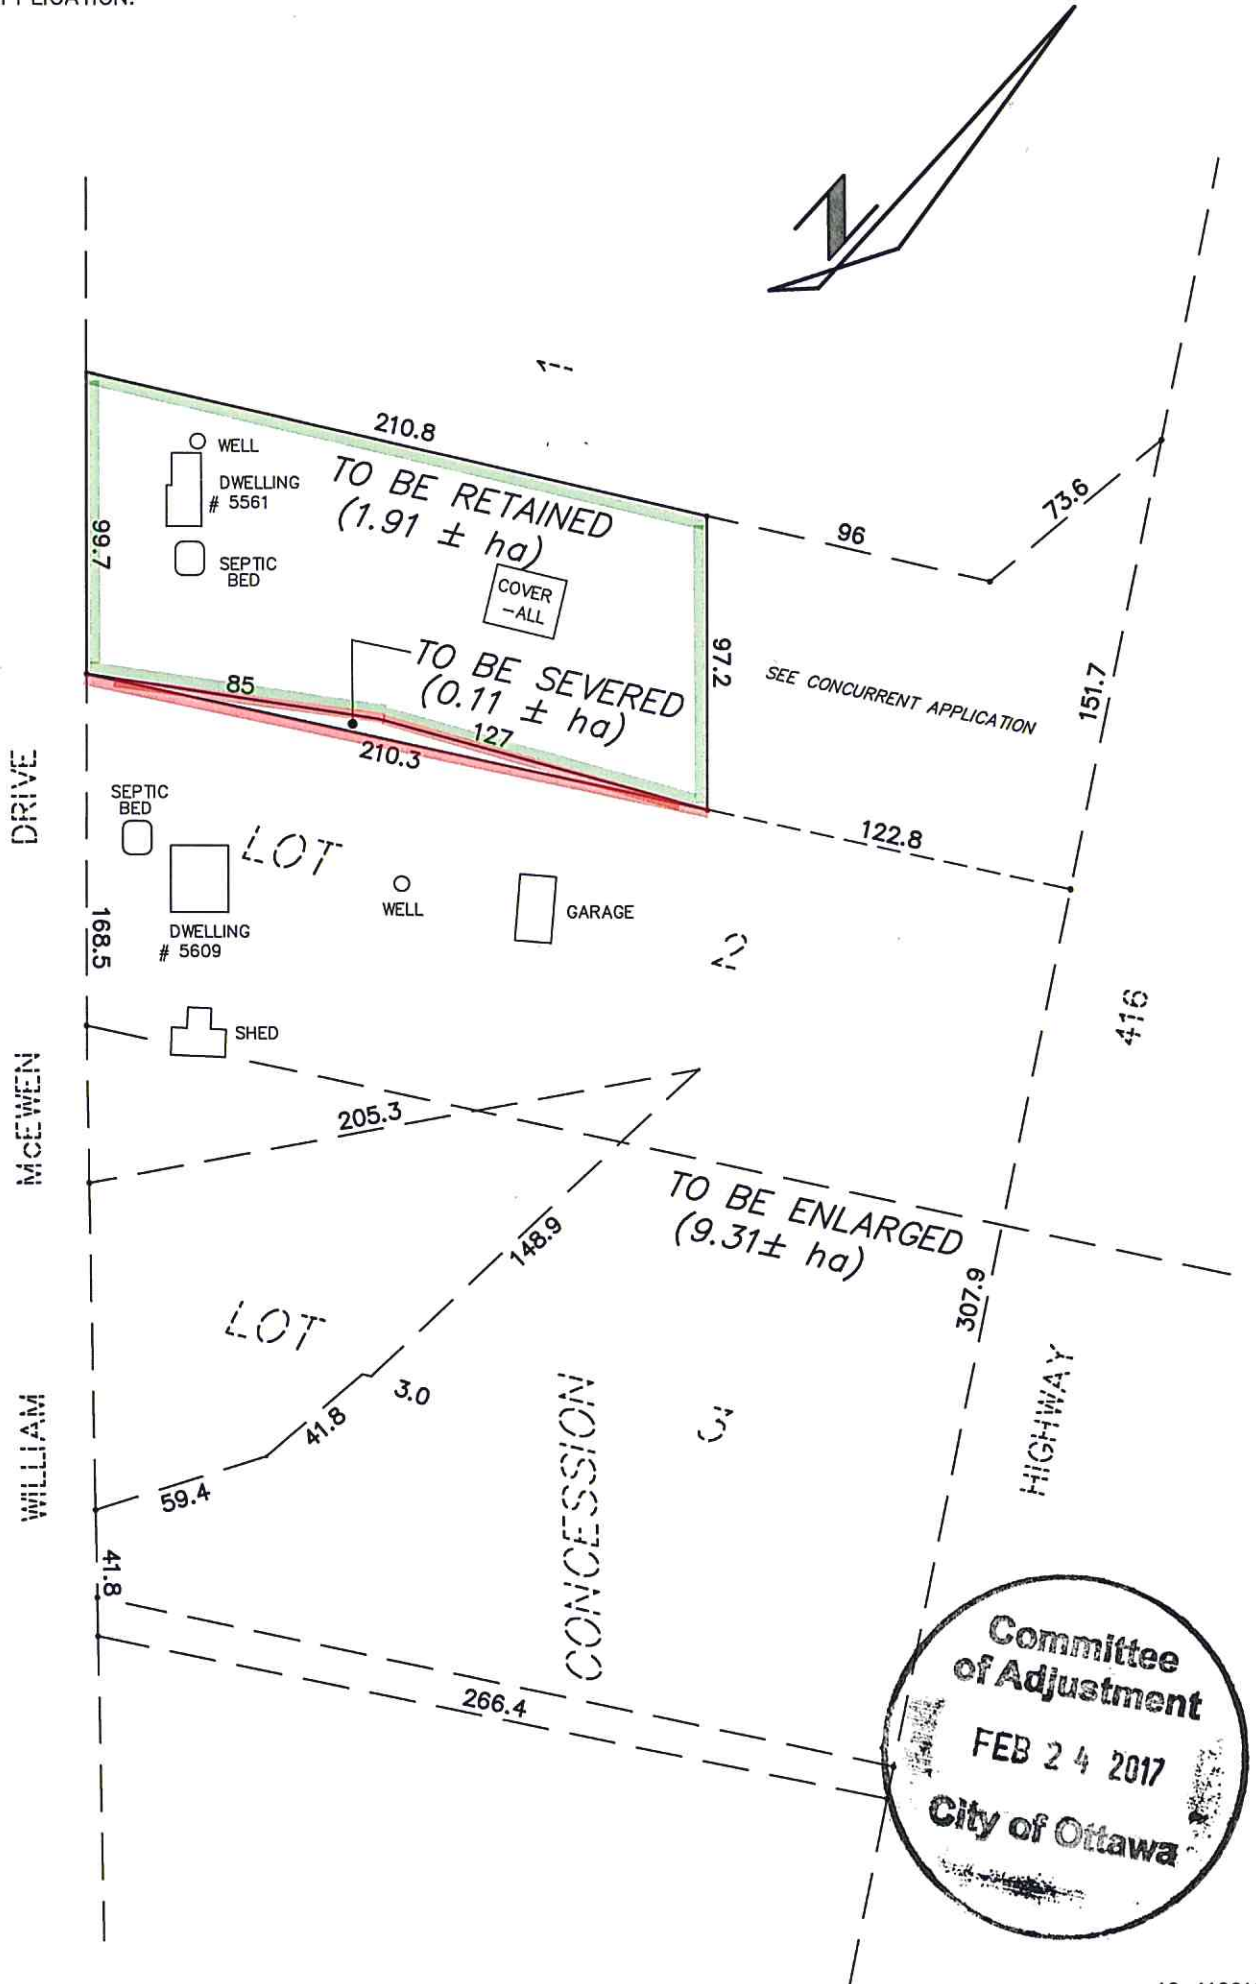 1
210.8
WELL
DWELLING
# 5561
SEPTIC
BED
99.7
TO BE RETAINED
(1.91 ± ha)
COVER
-ALL
96
73.6
97.2
SEE CONCURRENT APPLICATION
151.7
TO BE SEVERED
(0.11 ± ha)
85
127
210.3
122.8
SEPTIC
BED
LOT
2
DWELLING
# 5609
WELL
GARAGE
168.5
SHED
416
205.3
148.9
TO BE ENLARGED
(9.31± ha)
307.9
LOT
3
3.0
41.8
59.4
41.8
CONCESSION
HIGHWAY
266.4
WILLIAM McEWEN DRIVE
Committee
of Adjustment
FEB 24 2017
City of Ottawa